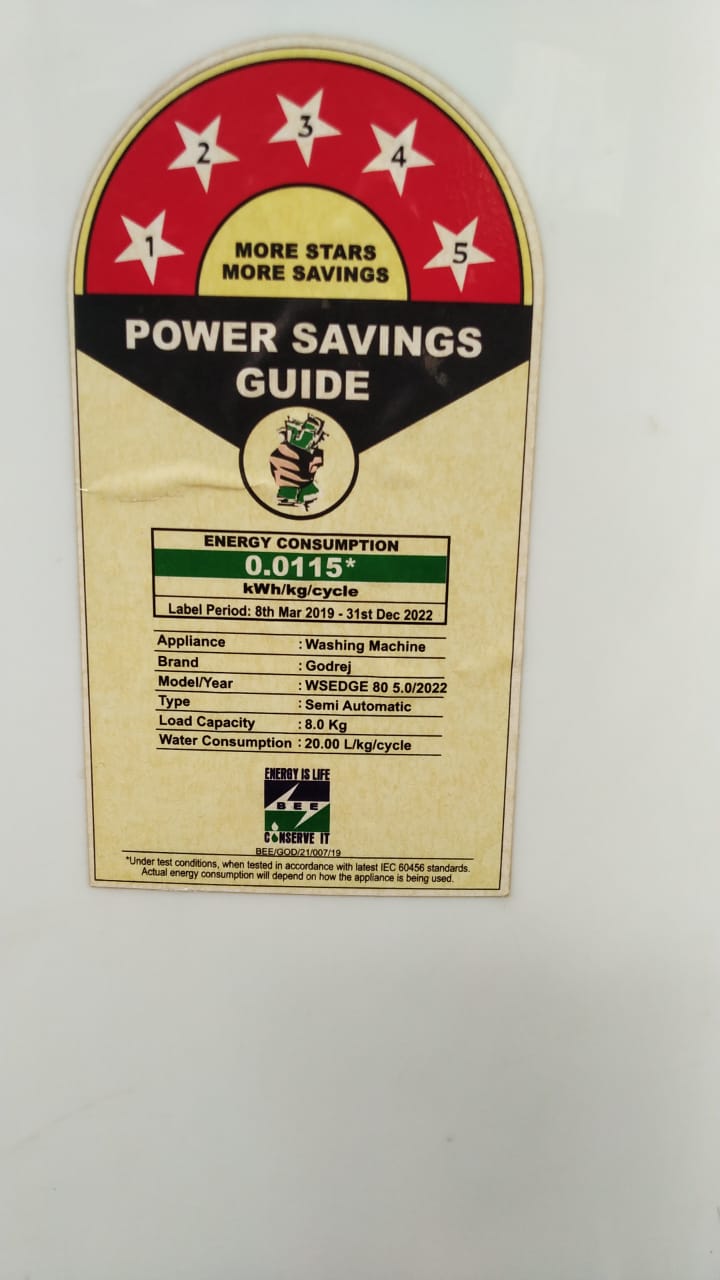 1 2 3 4 5
MORE STARS
MORE SAVINGS
POWER SAVINGS
GUIDE
ENERGY CONSUMPTION
0.0115*
kWh/kg/cycle
Label Period: 8th Mar 2019 - 31st Dec 2022
Appliance : Washing Machine
Brand : Godrej
Model/Year : WSEDGE 80 5.0/2022
Type : Semi Automatic
Load Capacity : 8.0 Kg
Water Consumption : 20.00 L/kg/cycle
ENERGY IS LIFE
BEE
CONSERVE IT
BEE/GOD/21/007/19
*Under test conditions, when tested in accordance with latest IEC 60456 standards.
Actual energy consumption will depend on how the appliance is being used.